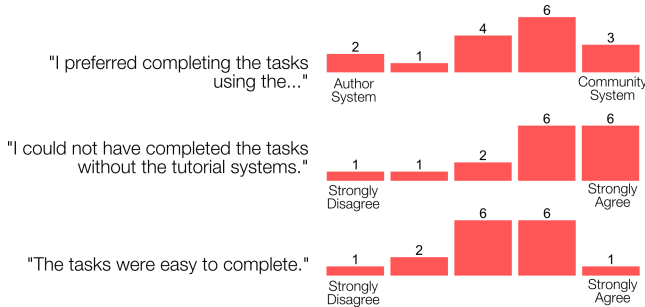 2 1 4 6 3
"I preferred completing the tasks
using the..."
Author
System
Community
System
1 1 2 6 6
"I could not have completed the tasks
without the tutorial systems."
Strongly
Disagree
Strongly
Agree
1 2 6 6 1
"The tasks were easy to complete."
Strongly
Disagree
Strongly
Agree